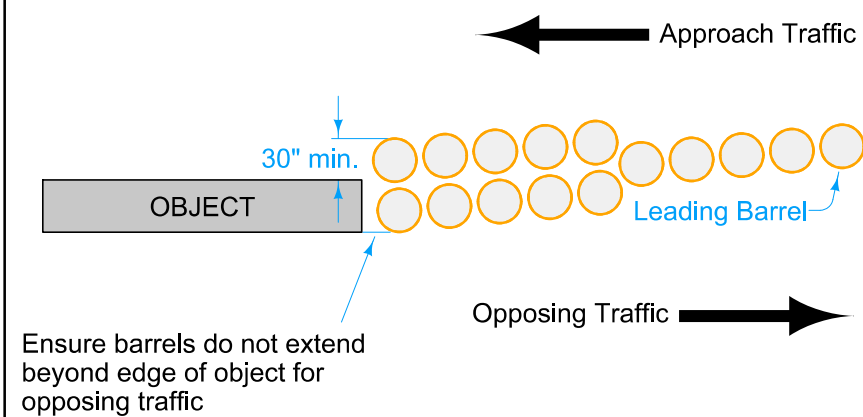 Approach Traffic
30" min.
OBJECT
Leading Barrel
Opposing Traffic
Ensure barrels do not extend
beyond edge of object for
opposing traffic